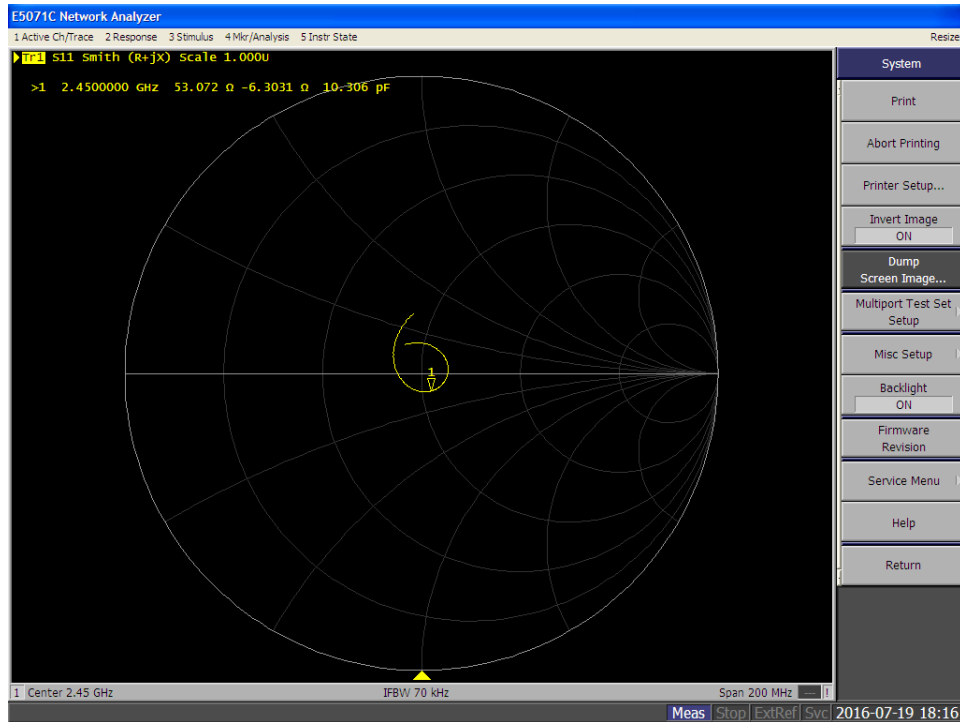 E5071C Network Analyzer
1 Active Ch/Trace 2 Response 3 Stimulus 4 Mkr/Analysis 5 Instr State
Resize
Tr1 S11 Smith (R+jX) Scale 1.000U
>1 2.4500000 GHz 53.072 Ω -6.3031 Ω 10.306 pF
1
System
Print
Abort Printing
Printer Setup...
Invert Image
ON
Dump
Screen Image...
Multiport Test Set
Setup
Misc Setup
Backlight
ON
Firmware
Revision
Service Menu
Help
Return
1 Center 2.45 GHz
IFBW 70 kHz
Span 200 MHz --- !
Meas Stop ExtRef Svc 2016-07-19 18:16